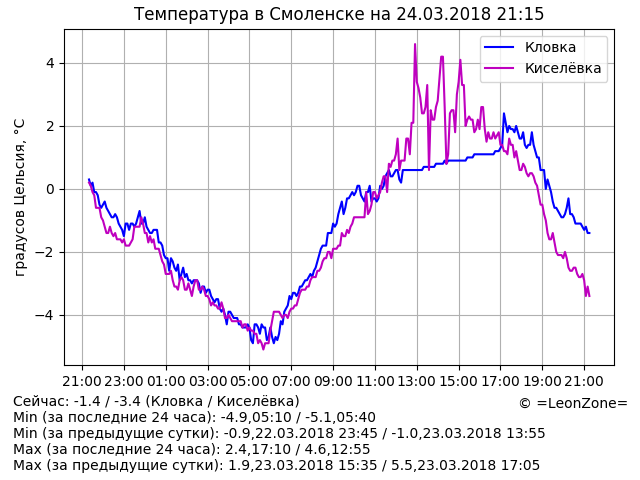 Температура в Смоленске на 24.03.2018 21:15
Кловка
Киселёвка
градусов Цельсия, °C
4
2
0
−2
−4
21:00 23:00 01:00 03:00 05:00 07:00 09:00 11:00 13:00 15:00 17:00 19:00 21:00
Сейчас: -1.4 / -3.4 (Кловка / Киселёвка)
© =LeonZone=
Min (за последние 24 часа): -4.9,05:10 / -5.1,05:40
Min (за предыдущие сутки): -0.9,22.03.2018 23:45 / -1.0,23.03.2018 13:55
Max (за последние 24 часа): 2.4,17:10 / 4.6,12:55
Max (за предыдущие сутки): 1.9,23.03.2018 15:35 / 5.5,23.03.2018 17:05